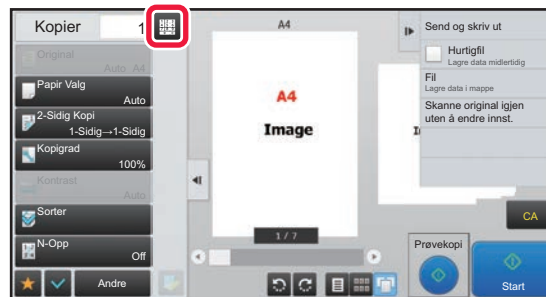 Kopier 1
Original
Auto A4
Papir Valg
Auto
2-Sidig Kopi
1-Sidig→1-Sidig
Kopigrad
100%
Kontrast
Auto
Sorter
N-Opp
Off
Andre
A4
A4
Image
1 / 7
Send og skriv ut
Hurtigfil
Lagre data midlertidig
Fil
Lagre data i mappe
Skanne original igjen
uten å endre innst.
CA
Prøvekopi
Start